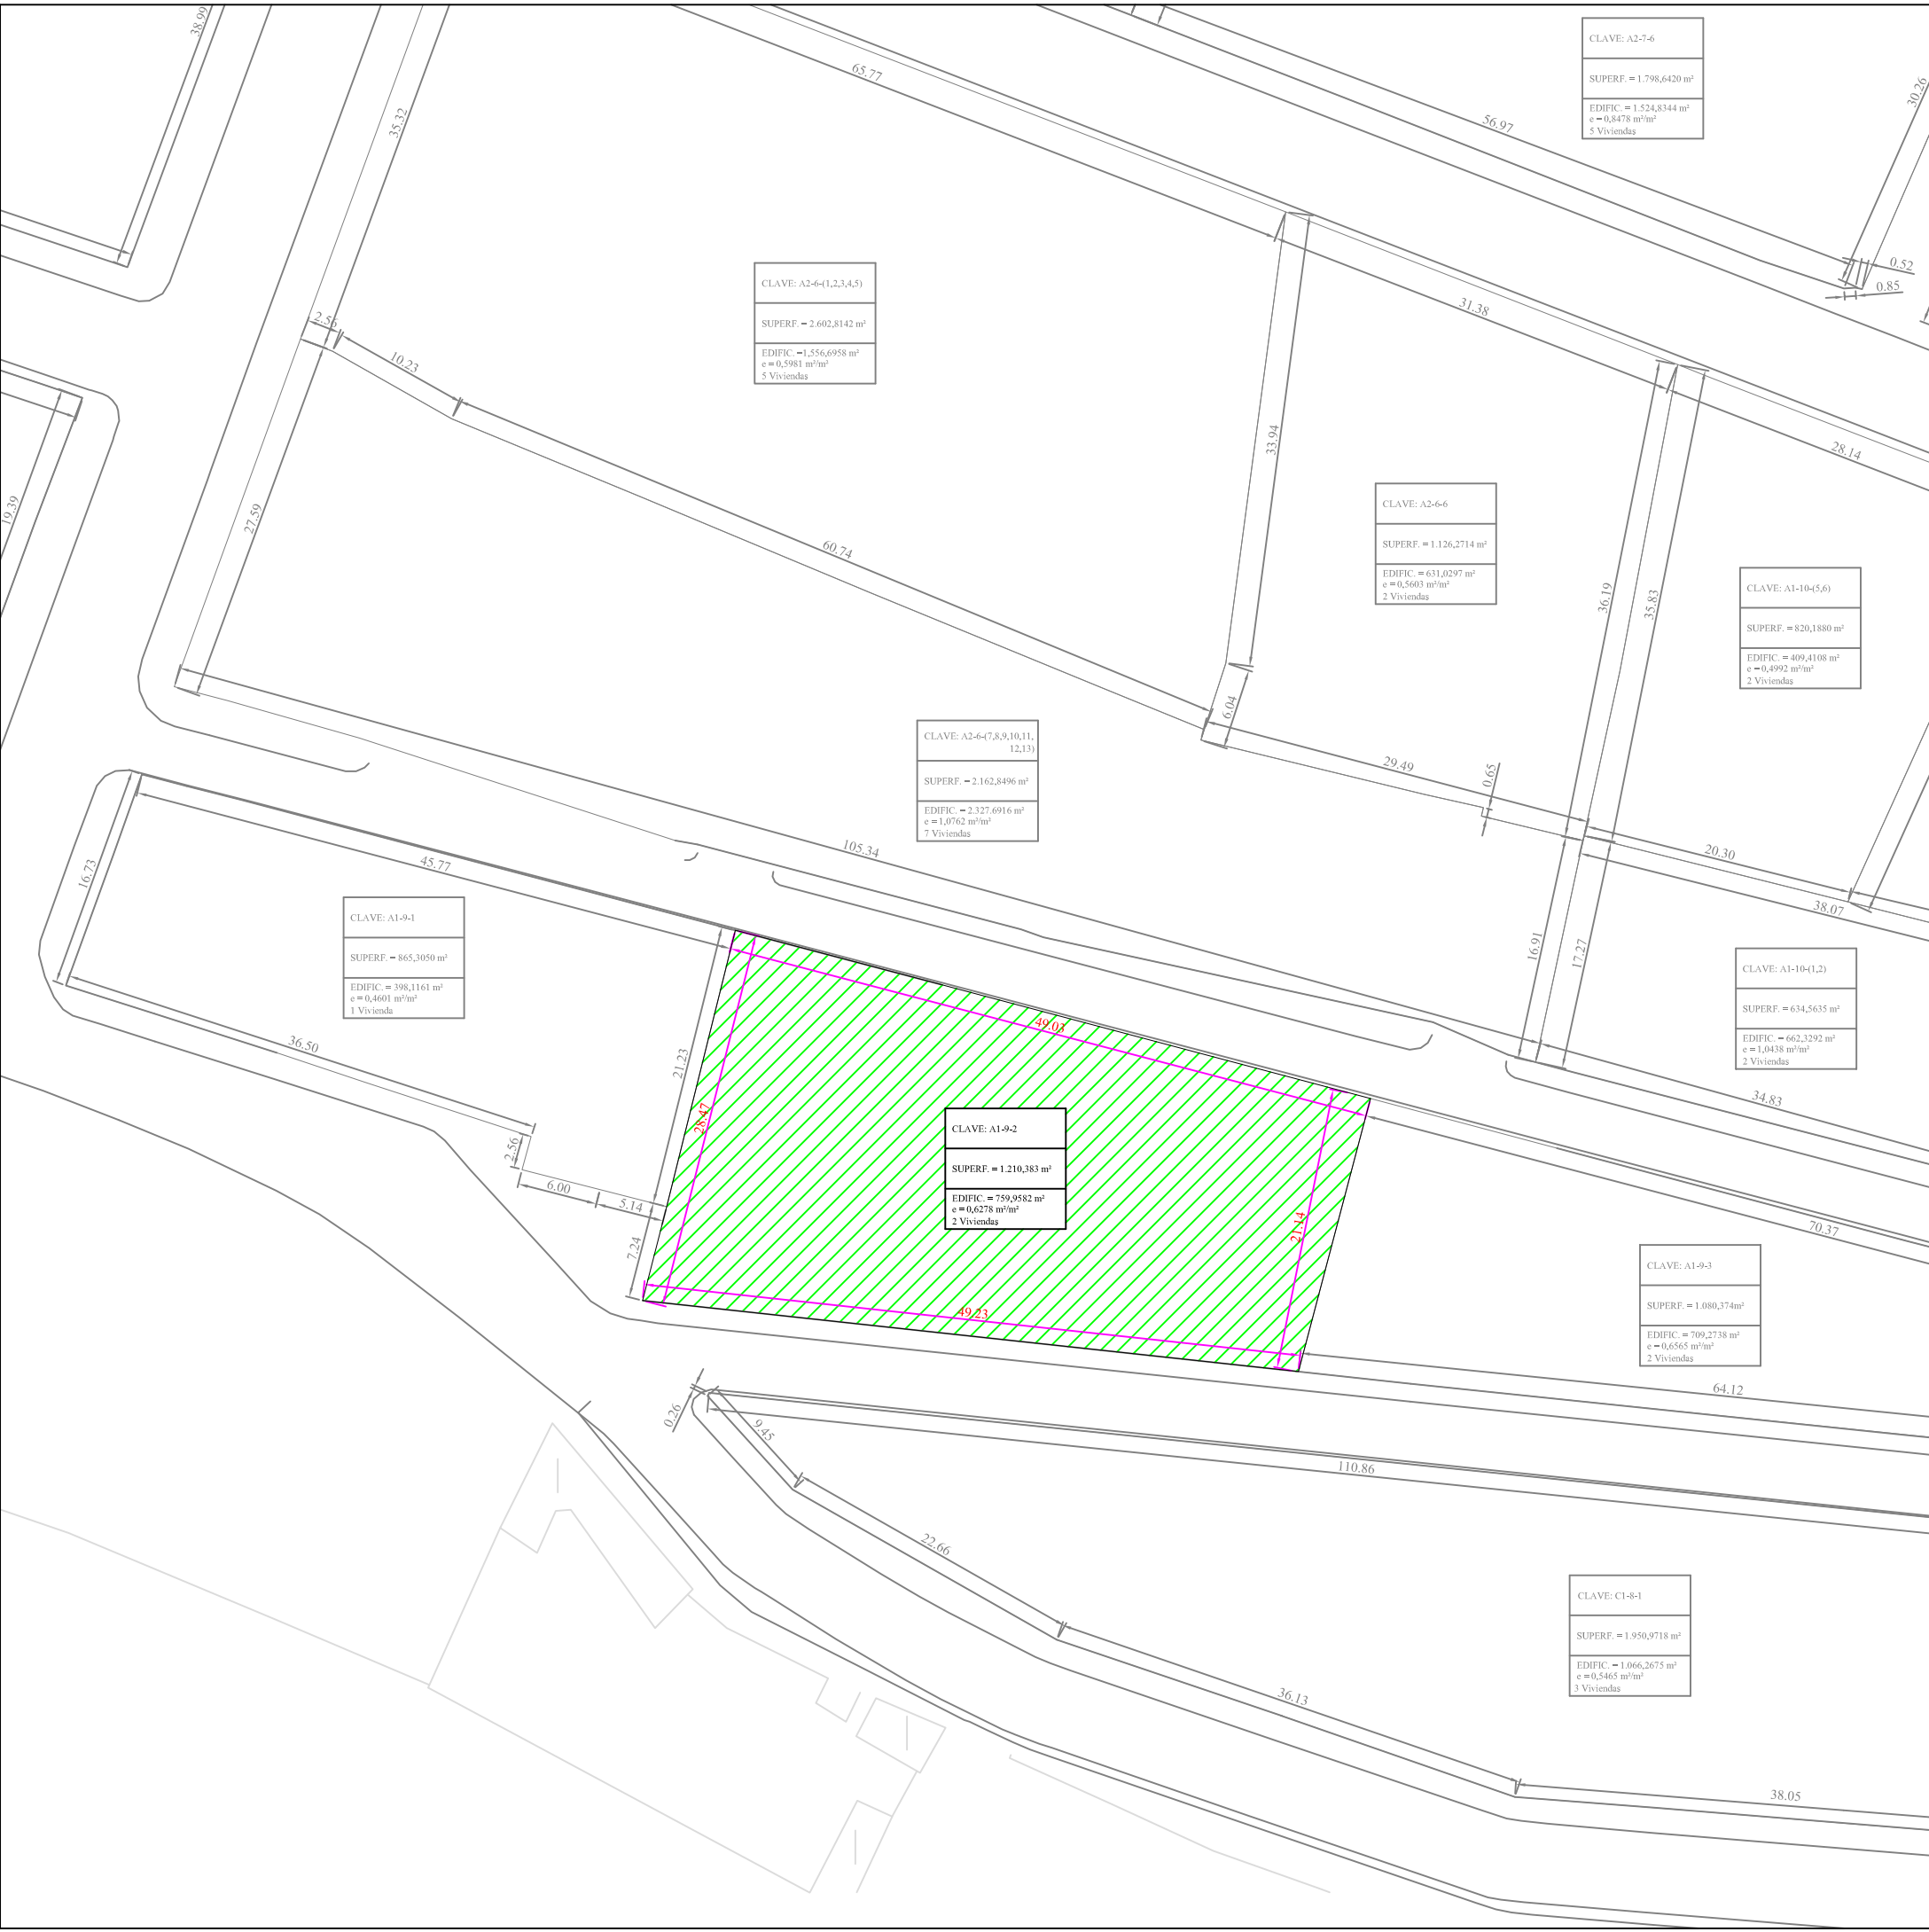 38.99
65.77
35.32
56.97
CLAVE: A2-7-6
SUPERF. = 1.798,6420 m²
EDIFIC. = 1.524,8344 m²
e = 0,8478 m²/m²
5 Viviendas
30.26
0.52
0.85
CLAVE: A2-6-(1,2,3,4,5)
SUPERF. = 2.602,8142 m²
EDIFIC. =1,556,6958 m²
e = 0,5981 m²/m²
5 Viviendas
31.38
2.56
10.23
33.94
28.14
19.39
27.59
60.74
CLAVE: A2-6-6
SUPERF. = 1.126,2714 m²
EDIFIC. = 631,0297 m²
e = 0,5603 m²/m²
2 Viviendas
36.19
35.83
CLAVE: A1-10-(5,6)
SUPERF. = 820,1880 m²
EDIFIC. = 409,4108 m²
e = 0,4992 m²/m²
2 Viviendas
6.04
CLAVE: A2-6-(7,8,9,10,11,
12,13)
SUPERF. = 2.162,8496 m²
EDIFIC. = 2.327.6916 m²
e = 1,0762 m²/m²
7 Viviendas
29.49
0.65
105.34
20.30
16.73
45.77
38.07
CLAVE: A1-9-1
SUPERF. = 865,3050 m²
EDIFIC. = 398,1161 m²
e = 0,4601 m²/m²
1 Vivienda
16.91
17.27
CLAVE: A1-10-(1,2)
SUPERF. = 634,5635 m²
EDIFIC. = 662,3292 m²
e = 1,0438 m²/m²
2 Viviendas
36.50
21.23
49.03
28.47
34.83
CLAVE: A1-9-2
SUPERF. = 1.210,383 m²
EDIFIC. = 759,9582 m²
e = 0,6278 m²/m²
2 Viviendas
2.56
6.00
5.14
7.24
21.14
70.37
49.23
CLAVE: A1-9-3
SUPERF. = 1.080,374m²
EDIFIC. = 709,2738 m²
e = 0,6565 m²/m²
2 Viviendas
64.12
0.26
9.45
110.86
22.66
CLAVE: C1-8-1
SUPERF. = 1.950,9718 m²
EDIFIC. = 1.066,2675 m²
e = 0,5465 m²/m²
3 Viviendas
36.13
38.05